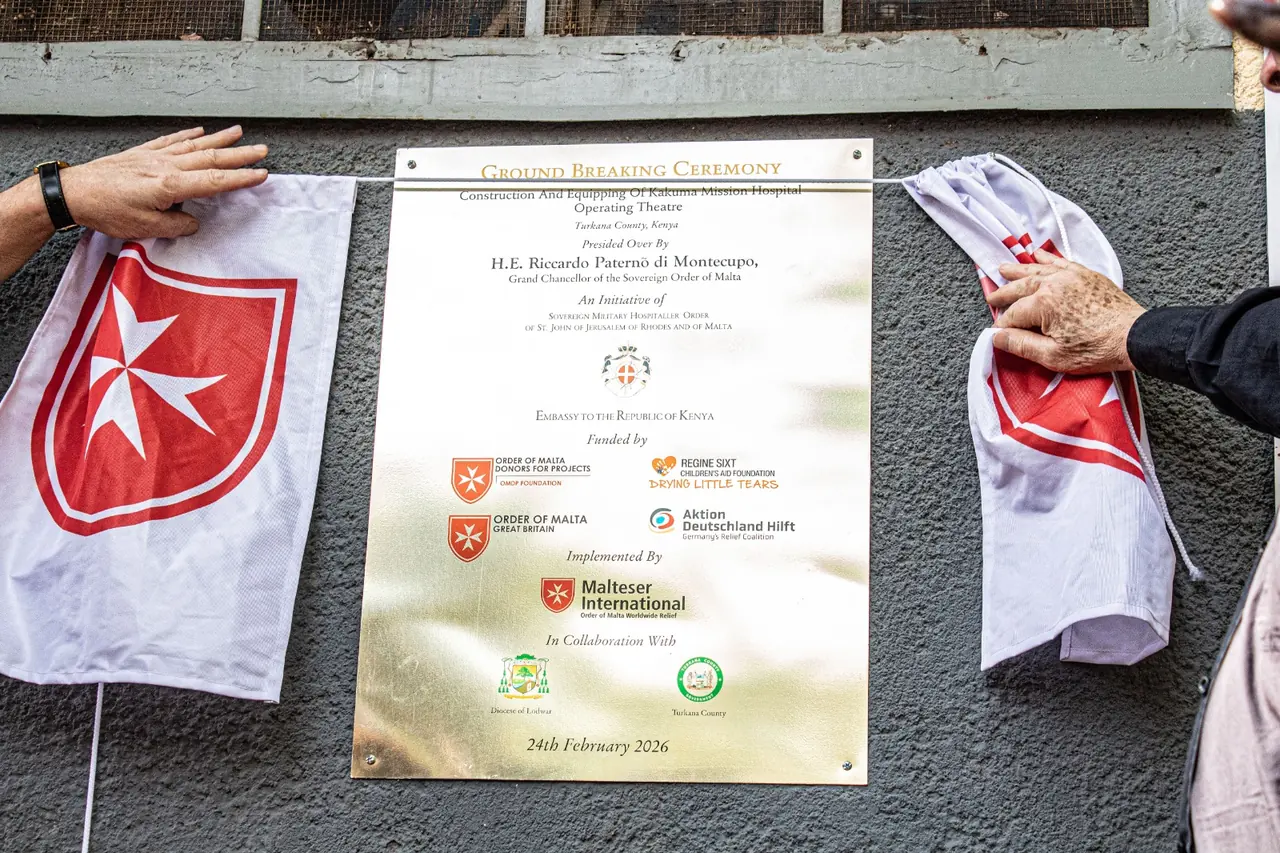 Ground Breaking Ceremony
Construction And Equipping Of Kakuma Mission Hospital
Operating Theatre
Turkana County, Kenya
Presided Over By
H.E. Riccardo Paternò di Montecupo,
Grand Chancellor of the Sovereign Order of Malta
An Initiative of
Sovereign Military Hospitaller Order
of St. John of Jerusalem of Rhodes and of Malta
Embassy to the Republic of Kenya
Funded by
ORDER OF MALTA
DONORS FOR PROJECTS
OMDP FOUNDATION
REGINE SIXT
CHILDREN'S AID FOUNDATION
DRYING LITTLE TEARS
ORDER OF MALTA
GREAT BRITAIN
Aktion
Deutschland Hilft
Germany's Relief Coalition
Implemented By
Malteser
International
Order of Malta Worldwide Relief
In Collaboration With
Diocese of Lodwar
Turkana County
24th February 2026